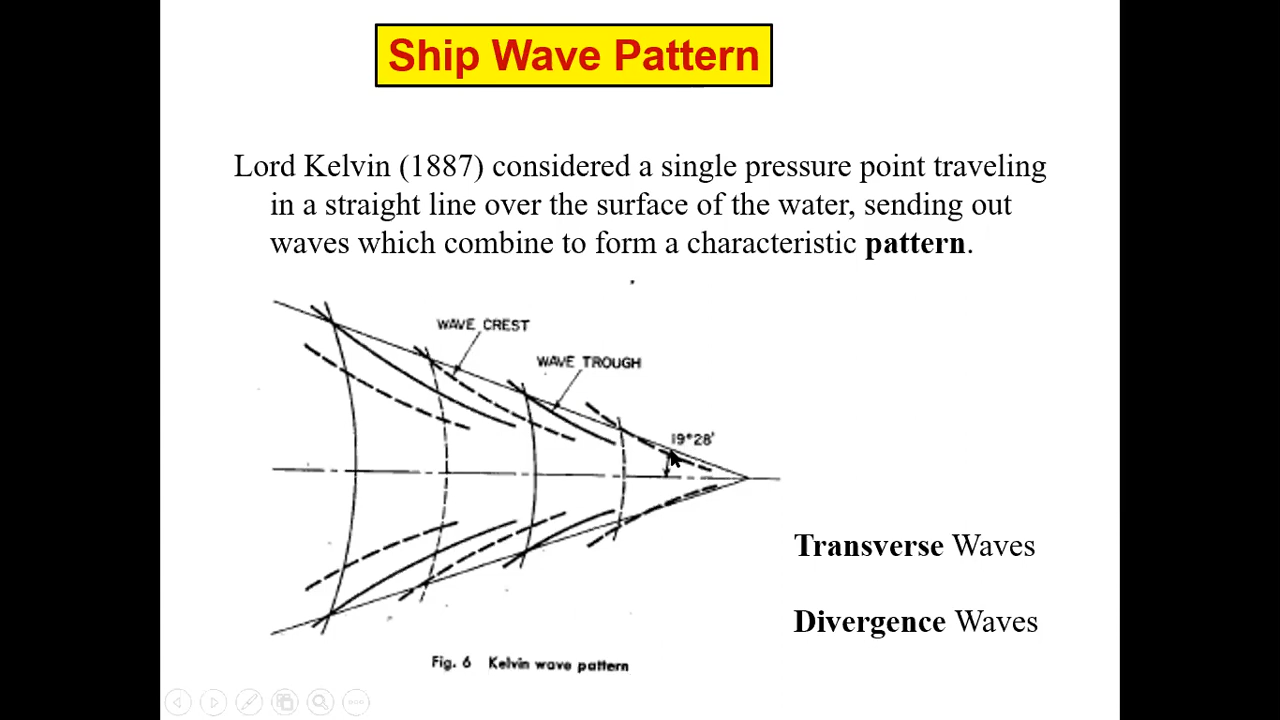 Ship Wave Pattern
Lord Kelvin (1887) considered a single pressure point traveling
in a straight line over the surface of the water, sending out
waves which combine to form a characteristic pattern.
WAVE CREST
WAVE TROUGH
19°28'
Transverse Waves
Divergence Waves
Fig. 6 Kelvin wave pattern